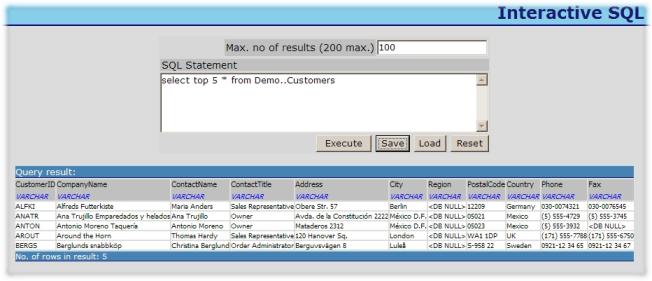 Interactive SQL
Max. no of results (200 max.) 100
SQL Statement
select top 5 * from Demo..Customers
Execute Save Load Reset
Query result:
CustomerID CompanyName ContactName ContactTitle Address City Region PostalCode Country Phone Fax
VARCHAR VARCHAR VARCHAR VARCHAR VARCHAR VARCHAR VARCHAR VARCHAR VARCHAR VARCHAR VARCHAR
ALFKI Alfreds Futterkiste Maria Anders Sales Representative Obere Str. 57 Berlin <DB NULL> 12209 Germany 030-0074321 030-0076545
ANATR Ana Trujillo Emparedados y helados Ana Trujillo Owner Avda. de la Constitución 2222 México D.F. <DB NULL> 05021 Mexico (5) 555-4729 (5) 555-3745
ANTON Antonio Moreno Taquería Antonio Moreno Owner Mataderos 2312 México D.F. <DB NULL> 05023 Mexico (5) 555-3932 <DB NULL>
AROUT Around the Horn Thomas Hardy Sales Representative 120 Hanover Sq. London <DB NULL> WA1 1DP UK (171) 555-7788 (171) 555-6750
BERGS Berglunds snabbköp Christina Berglund Order Administrator Berguvsvägen 8 Luleå <DB NULL> S-958 22 Sweden 0921-12 34 65 0921-12 34 67
No. of rows in result: 5